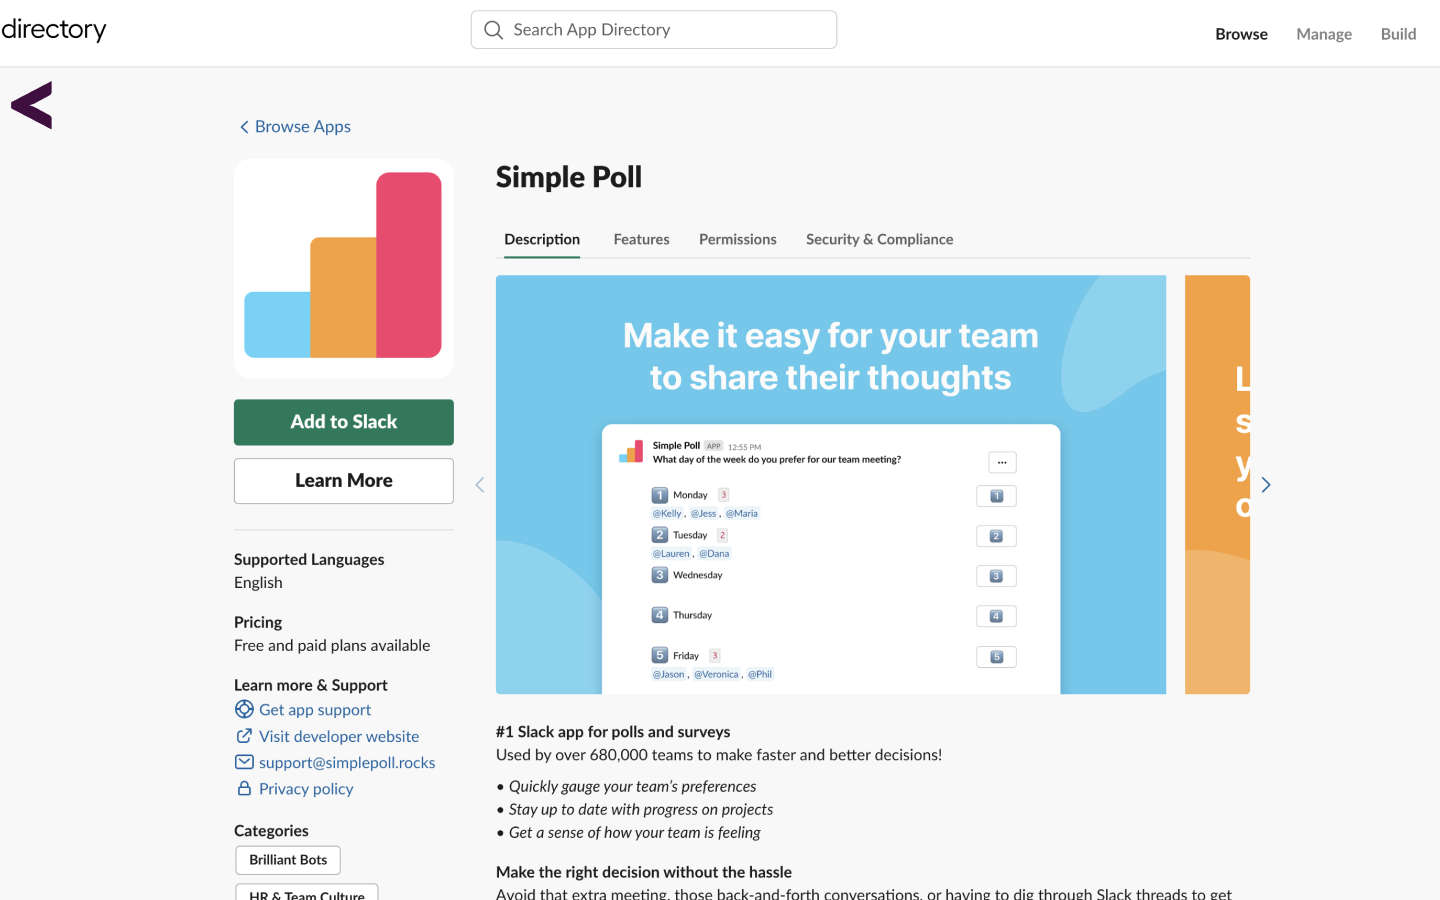 directory
Search App Directory
Browse
Manage
Build
Browse Apps
Simple Poll
Description
Features
Permissions
Security & Compliance
Add to Slack
Learn More
Supported Languages
English
Pricing
Free and paid plans available
Learn more & Support
Get app support
Visit developer website
support@simplepoll.rocks
Privacy policy
Categories
Brilliant Bots
HR & Team Culture
Make it easy for your team
to share their thoughts
Simple Poll APP 12:55 PM
What day of the week do you prefer for our team meeting?
...
1 Monday 3
1
@Kelly , @Jess , @Maria
2 Tuesday 2
2
@Lauren , @Dana
3 Wednesday
3
4 Thursday
4
5 Friday 3
5
@Jason , @Veronica , @Phil
L
s
y
#1 Slack app for polls and surveys
Used by over 680,000 teams to make faster and better decisions!
• Quickly gauge your team’s preferences
• Stay up to date with progress on projects
• Get a sense of how your team is feeling
Make the right decision without the hassle
Avoid that extra meeting, those back-and-forth conversations, or having to dig through Slack threads to get